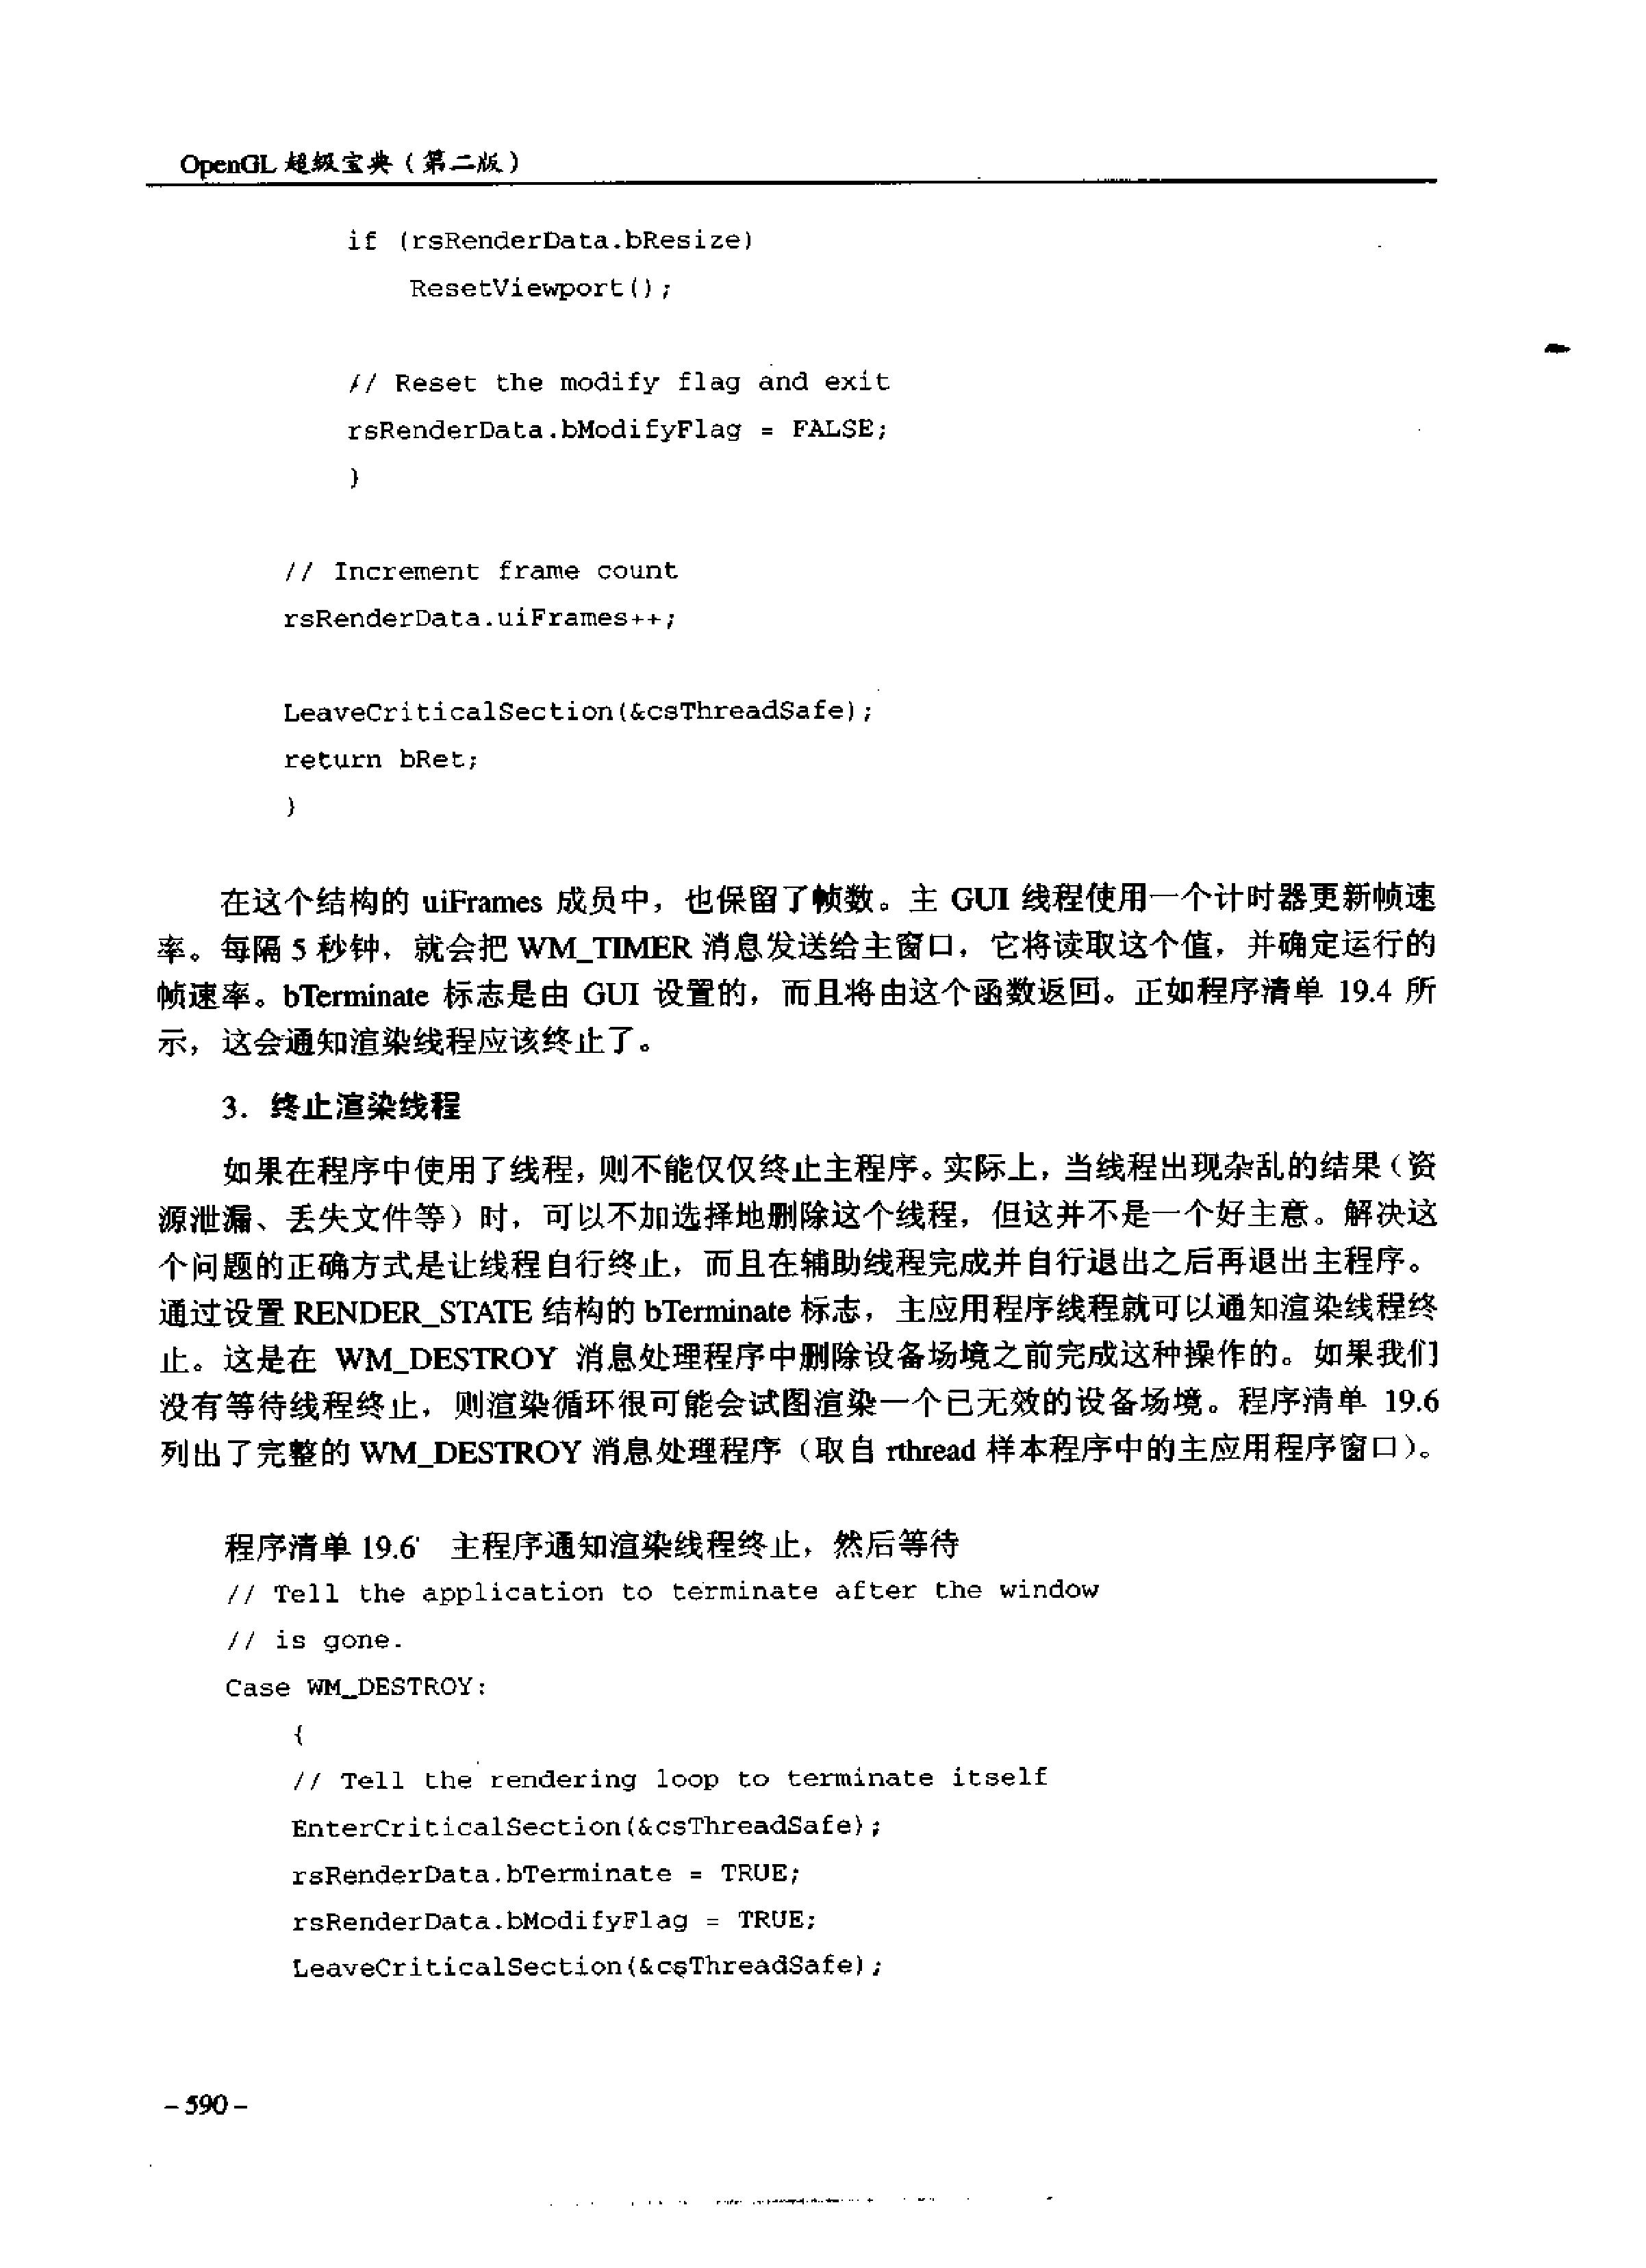 OpenGL 超级宝典（第二版）
if (rsRenderData.bResize)
ResetViewport();
// Reset the modify flag and exit
rsRenderData.bModifyFlag = FALSE;
}
// Increment frame count
rsRenderData.uiFrames++;
LeaveCriticalSection(&csThreadSafe);
return bRet;
}
在这个结构的 uiFrames 成员中，也保留了帧数。主 GUI 线程使用一个计时器更新帧速
率。每隔 5 秒钟，就会把 WM_TIMER 消息发送给主窗口，它将读取这个值，并确定运行的
帧速率。bTerminate 标志是由 GUI 设置的，而且将由这个函数返回。正如程序清单 19.4 所
示，这会通知渲染线程应该终止了。
3．终止渲染线程
如果在程序中使用了线程，则不能仅仅终止主程序。实际上，当线程出现杂乱的结果（资
源泄漏、丢失文件等）时，可以不加选择地删除这个线程，但这并不是一个好主意。解决这
个问题的正确方式是让线程自行终止，而且在辅助线程完成并自行退出之后再退出主程序。
通过设置 RENDER_STATE 结构的 bTerminate 标志，主应用程序线程就可以通知渲染线程终
止。这是在 WM_DESTROY 消息处理程序中删除设备场境之前完成这种操作的。如果我们
没有等待线程终止，则渲染循环很可能会试图渲染一个已无效的设备场境。程序清单 19.6
列出了完整的 WM_DESTROY 消息处理程序（取自 rthread 样本程序中的主应用程序窗口）。
程序清单 19.6 主程序通知渲染线程终止，然后等待
// Tell the application to terminate after the window
// is gone.
Case WM_DESTROY:
{
// Tell the rendering loop to terminate itself
EnterCriticalSection(&csThreadSafe);
rsRenderData.bTerminate = TRUE;
rsRenderData.bModifyFlag = TRUE;
LeaveCriticalSection(&csThreadSafe);
– 590 –